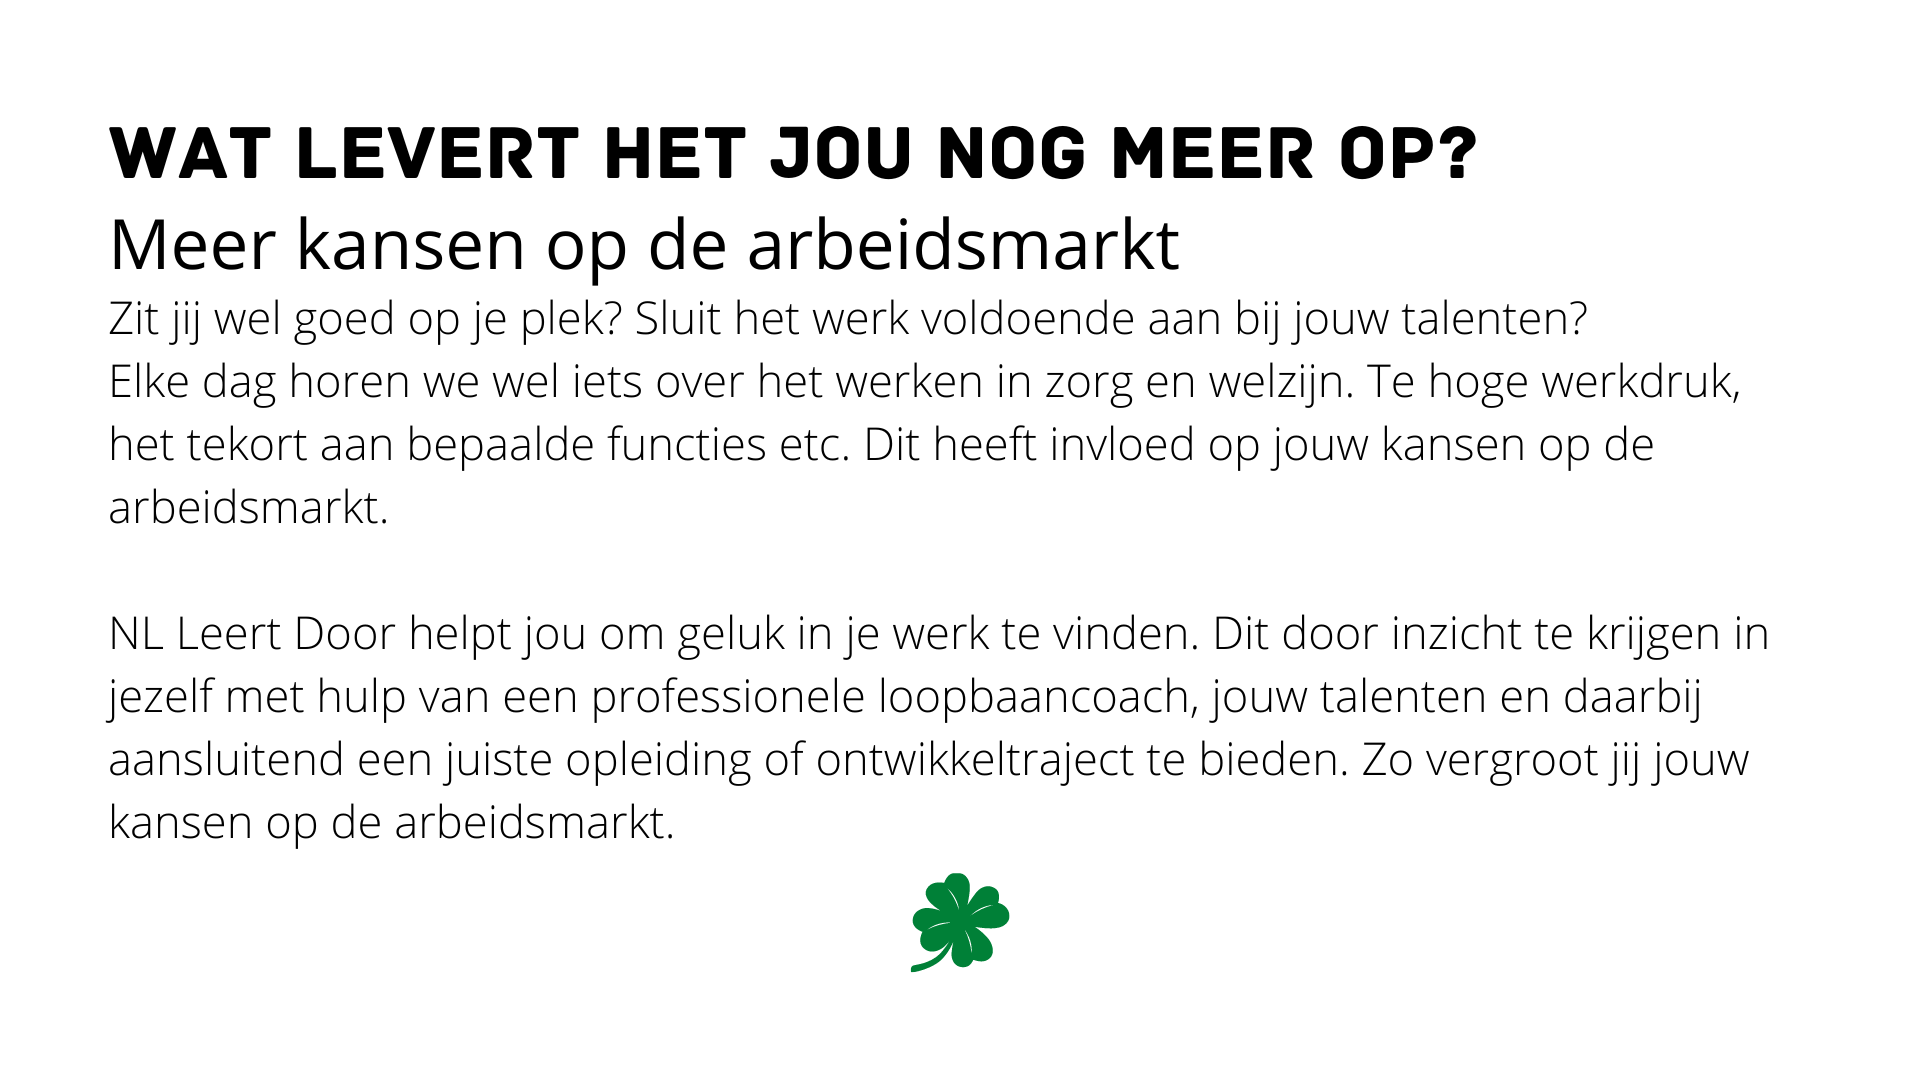 WAT LEVERT HET JOU NOG MEER OP?
Meer kansen op de arbeidsmarkt
Zit jij wel goed op je plek? Sluit het werk voldoende aan bij jouw talenten?
Elke dag horen we wel iets over het werken in zorg en welzijn. Te hoge werkdruk,
het tekort aan bepaalde functies etc. Dit heeft invloed op jouw kansen op de
arbeidsmarkt.
NL Leert Door helpt jou om geluk in je werk te vinden. Dit door inzicht te krijgen in
jezelf met hulp van een professionele loopbaancoach, jouw talenten en daarbij
aansluitend een juiste opleiding of ontwikkeltraject te bieden. Zo vergroot jij jouw
kansen op de arbeidsmarkt.